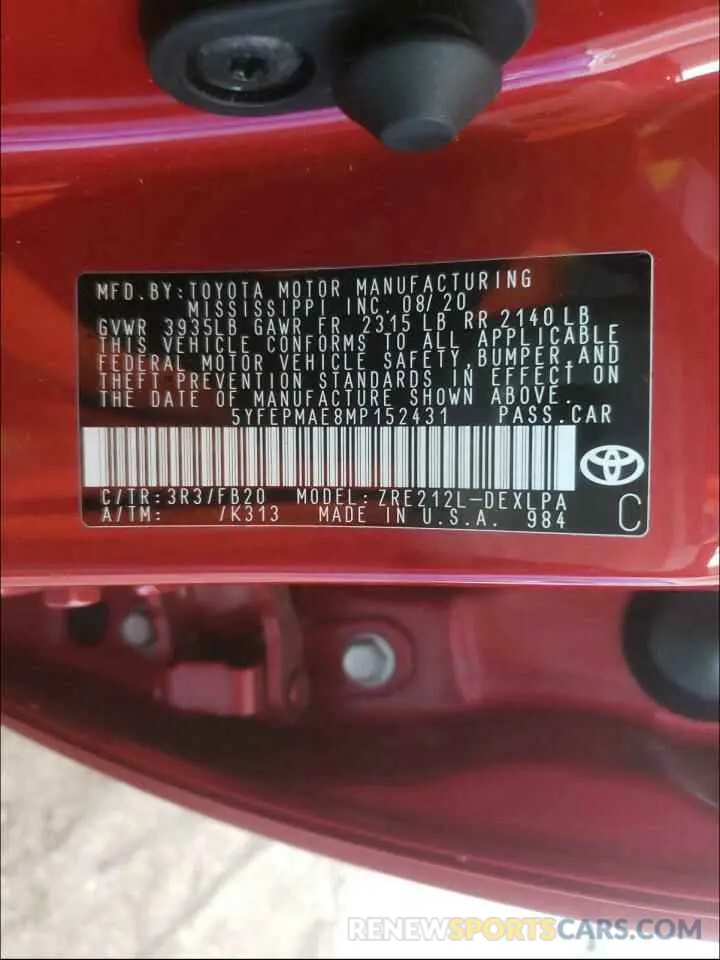 MFD.BY:TOYOTA MOTOR MANUFACTURING
MISSISSIPPI INC. 08/20
GVWR 3935LB GAWR FR. 2315 LB RR 2140 LB
THIS VEHICLE CONFORMS TO ALL APPLICABLE
FEDERAL MOTOR VEHICLE SAFETY, BUMPER, AND
THEFT PREVENTION STANDARDS IN EFFECT ON
THE DATE OF MANUFACTURE SHOWN ABOVE.
5YFEPMAE8MP152431 PASS.CAR
C/TR:3R3/FB20 MODEL:ZRE212L-DEXLPA
A/TM: /K313 MADE IN U.S.A. 984
C
RENEWSPORTSCARS.COM